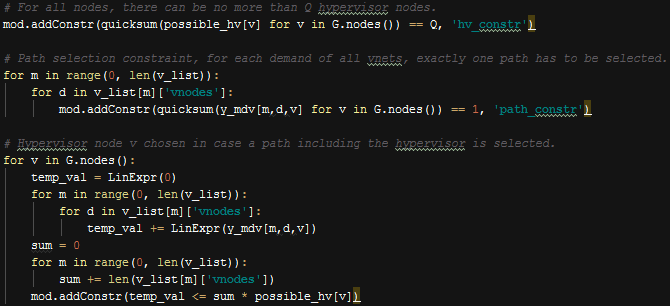 # For all nodes, there can be no more than Q hypervisor nodes.
mod.addConstr(quicksum(possible_hv[v] for v in G.nodes()) == Q, 'hv_constr')
# Path selection constraint, for each demand of all vnets, exactly one path has to be selected.
for m in range(0, len(v_list)):
for d in v_list[m]['vnodes']:
mod.addConstr(quicksum(y_mdv[m,d,v] for v in G.nodes()) == 1, 'path_constr')
# Hypervisor node v chosen in case a path including the hypervisor is selected.
for v in G.nodes():
temp_val = LinExpr(0)
for m in range(0, len(v_list)):
for d in v_list[m]['vnodes']:
temp_val += LinExpr(y_mdv[m,d,v])
sum = 0
for m in range(0, len(v_list)):
sum += len(v_list[m]['vnodes'])
mod.addConstr(temp_val <= sum * possible_hv[v])